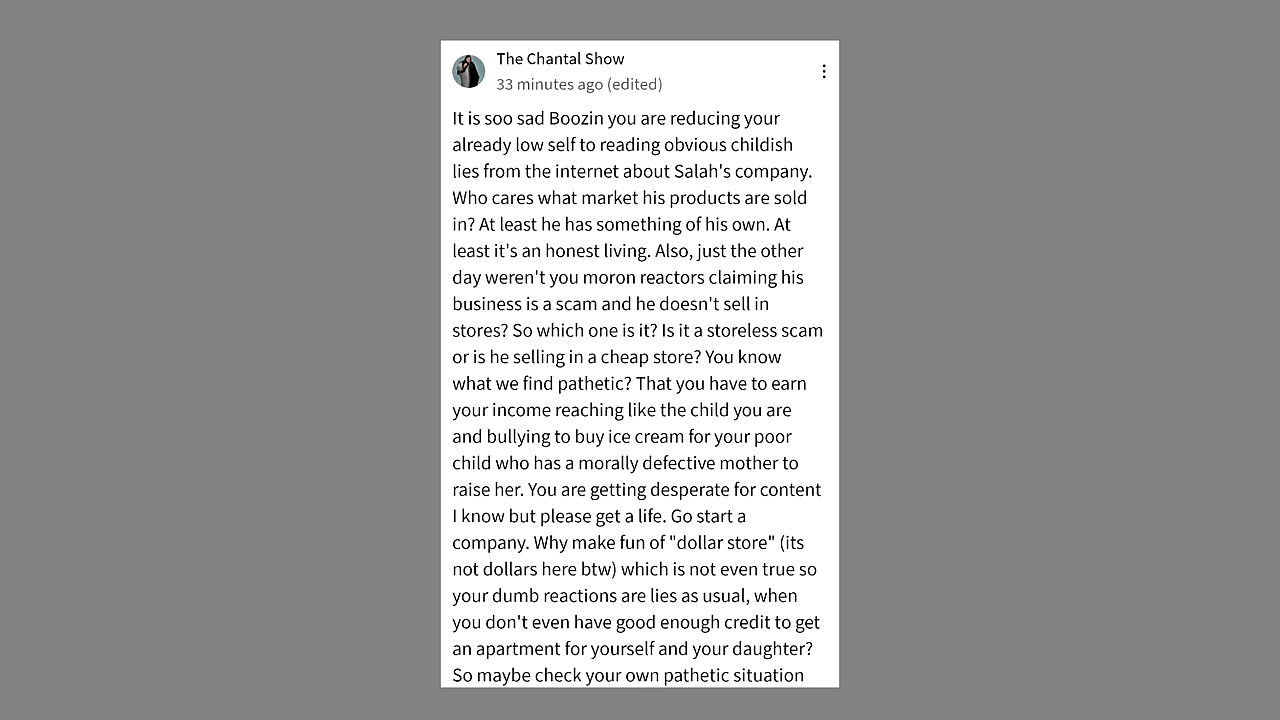 The Chantal Show
33 minutes ago (edited)
It is soo sad Boozin you are reducing your
already low self to reading obvious childish
lies from the internet about Salah's company.
Who cares what market his products are sold
in? At least he has something of his own. At
least it's an honest living. Also, just the other
day weren't you moron reactors claiming his
business is a scam and he doesn't sell in
stores? So which one is it? Is it a storeless scam
or is he selling in a cheap store? You know
what we find pathetic? That you have to earn
your income reaching like the child you are
and bullying to buy ice cream for your poor
child who has a morally defective mother to
raise her. You are getting desperate for content
I know but please get a life. Go start a
company. Why make fun of "dollar store" (its
not dollars here btw) which is not even true so
your dumb reactions are lies as usual, when
you don't even have good enough credit to get
an apartment for yourself and your daughter?
So maybe check your own pathetic situation